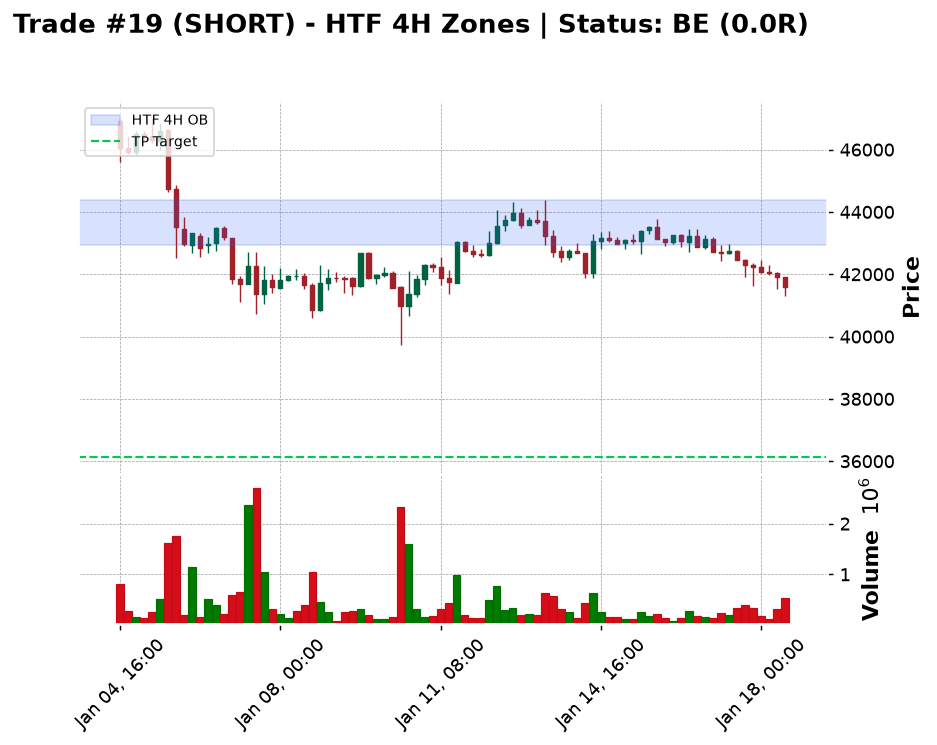 Trade #19 (SHORT) - HTF 4H Zones | Status: BE (0.0R)
HTF 4H OB
TP Target
46000
44000
42000
40000
38000
36000
Price
10⁶
2
1
Volume
Jan 04, 16:00
Jan 08, 00:00
Jan 11, 08:00
Jan 14, 16:00
Jan 18, 00:00